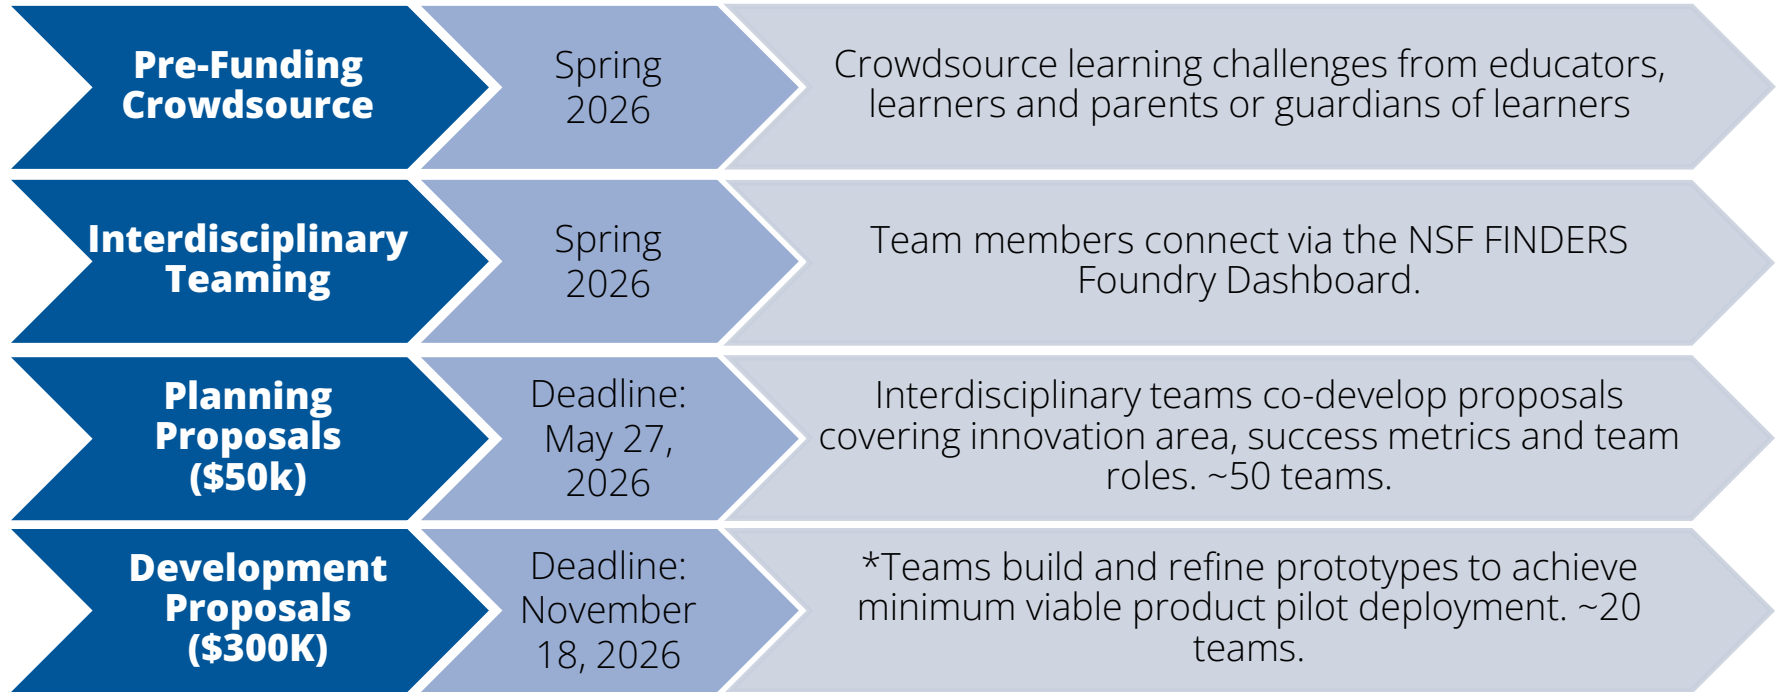 Pre-Funding
Crowdsource
Spring
2026
Crowdsource learning challenges from educators,
learners and parents or guardians of learners
Interdisciplinary
Teaming
Spring
2026
Team members connect via the NSF FINDERS
Foundry Dashboard.
Planning
Proposals
($50k)
Deadline:
May 27,
2026
Interdisciplinary teams co-develop proposals
covering innovation area, success metrics and team
roles. ~50 teams.
Development
Proposals
($300K)
Deadline:
November
18, 2026
*Teams build and refine prototypes to achieve
minimum viable product pilot deployment. ~20
teams.